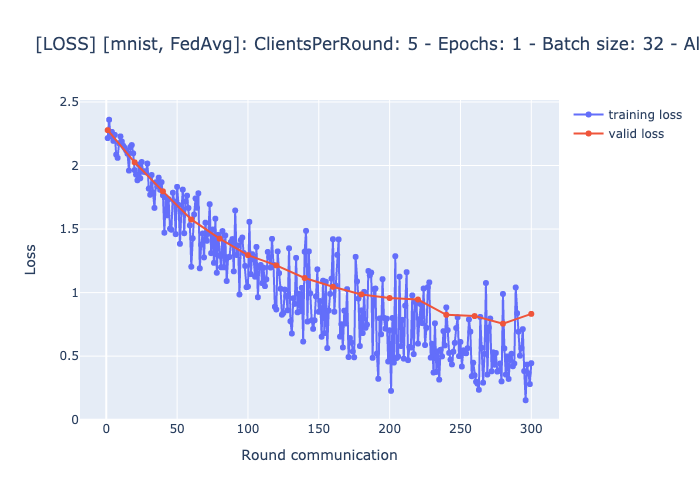 [LOSS] [mnist, FedAvg]: ClientsPerRound: 5 - Epochs: 1 - Batch size: 32 - Al
2.5
2
1.5
1
0.5
0
Loss
0 50 100 150 200 250 300
Round communication
training loss
valid loss